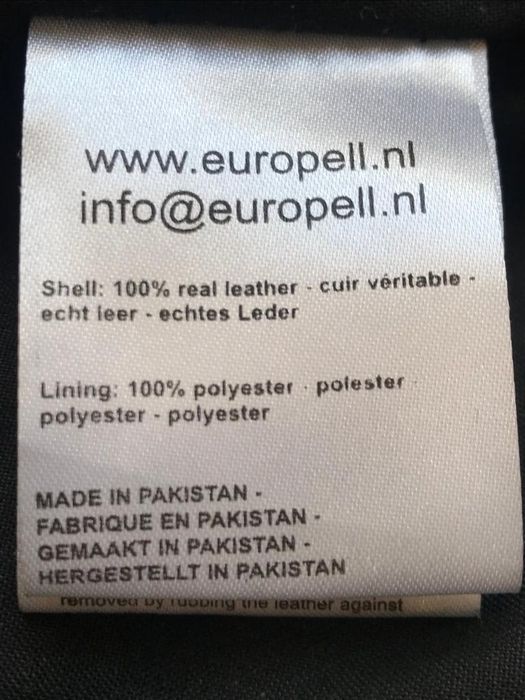 www.europell.nl
info@europell.nl
Shell: 100% real leather - cuir véritable -
echt leer - echtes Leder
Lining: 100% polyester - polester -
polyester - polyester
MADE IN PAKISTAN -
FABRIQUE EN PAKISTAN -
GEMAAKT IN PAKISTAN -
HERGESTELLT IN PAKISTAN
removed by rubbing the leather against